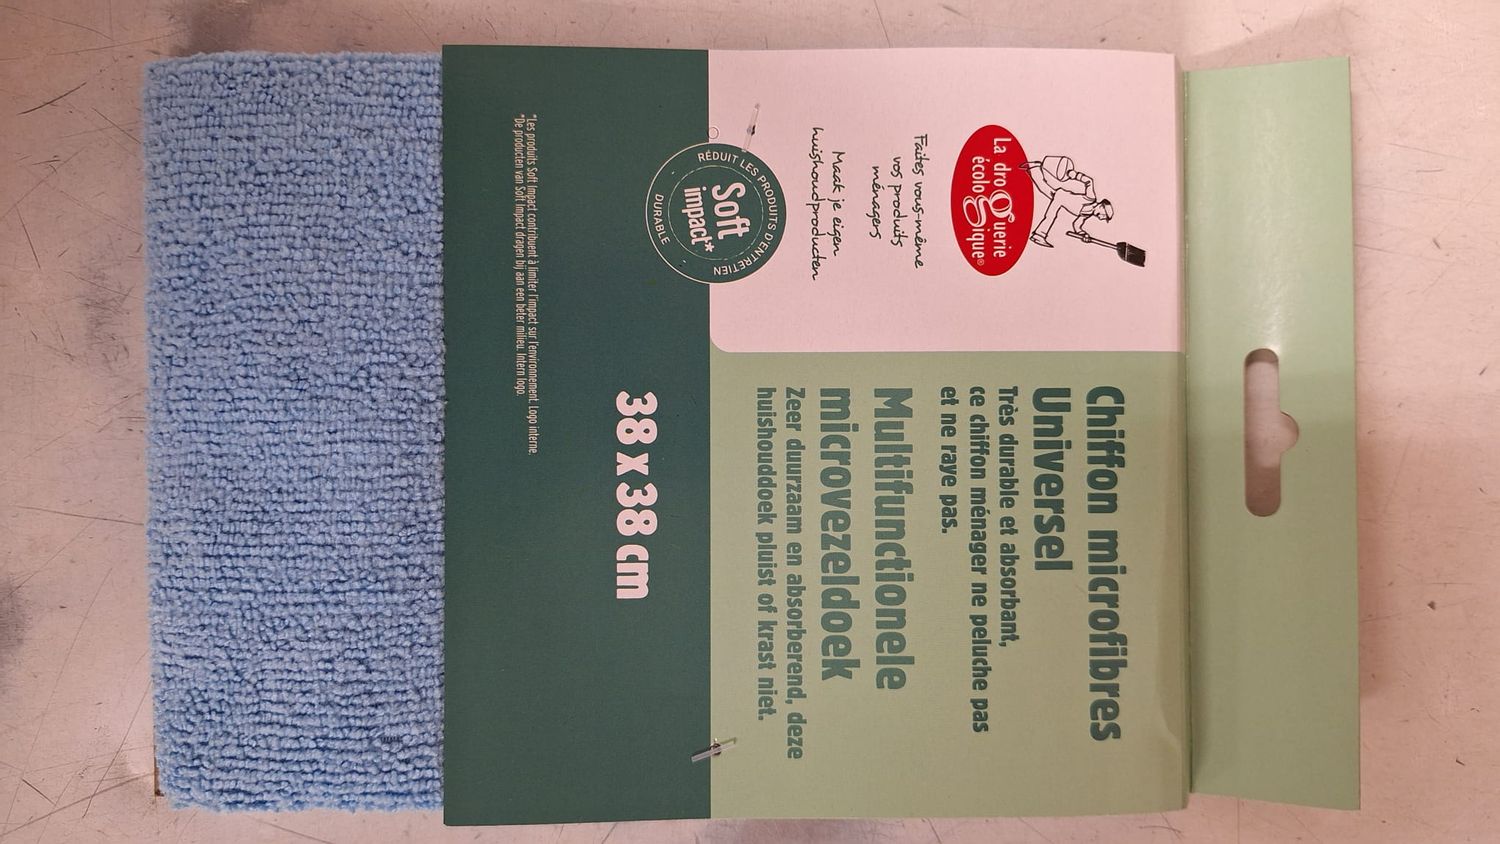 La droguerie
écologique®
Faites vous-même
vos produits
ménagers
Maak je eigen
huishoudproducten
Chiffon microfibres
Universel
Très durable et absorbant,
ce chiffon ménager ne peluche pas
et ne raye pas.
Multifunctionele
microvezeldoek
Zeer duurzaam en absorberend, deze
huishouddoek pluist of krast niet.
RÉDUIT LES PRODUITS D'ENTRETIEN
Soft
impact*
DURABLE
38 x 38 cm
*Les produits Soft Impact contribuent à limiter l'impact sur l'environnement. Logo interne.
*De producten van Soft Impact dragen bij aan een beter milieu. Intern logo.